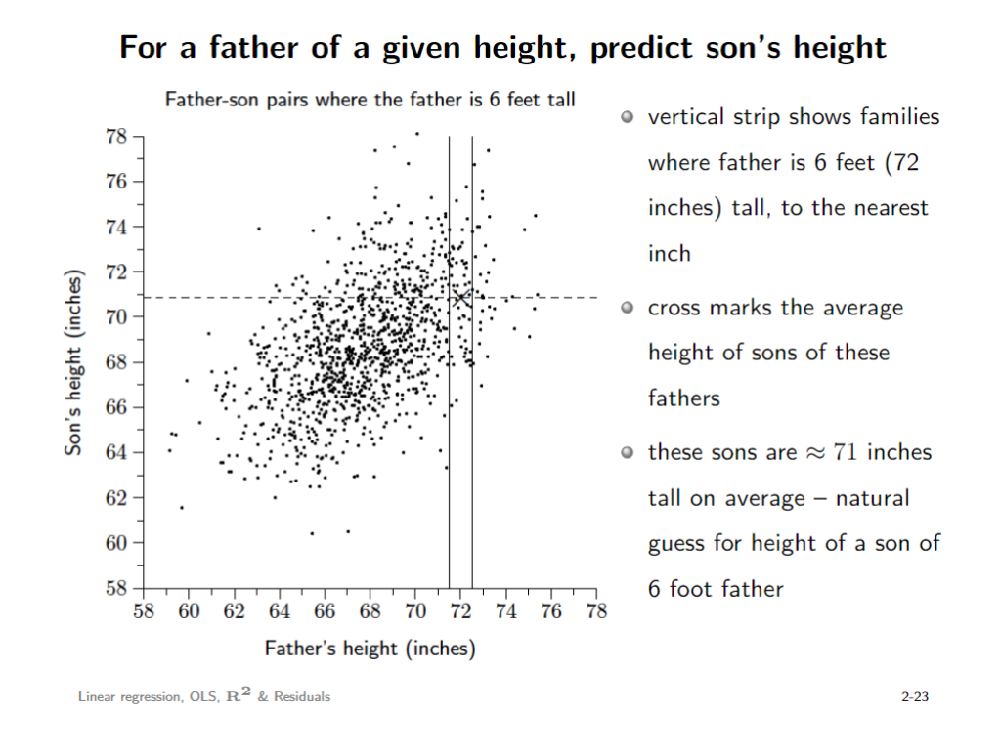 For a father of a given height, predict son's height
Father-son pairs where the father is 6 feet tall
78
76
74
72
70
68
66
64
62
60
58
Son's height (inches)
58 60 62 64 66 68 70 72 74 76 78
Father's height (inches)
vertical strip shows families
where father is 6 feet (72
inches) tall, to the nearest
inch
cross marks the average
height of sons of these
fathers
these sons are ≈ 71 inches
tall on average – natural
guess for height of a son of
6 foot father
Linear regression, OLS, R² & Residuals
2-23